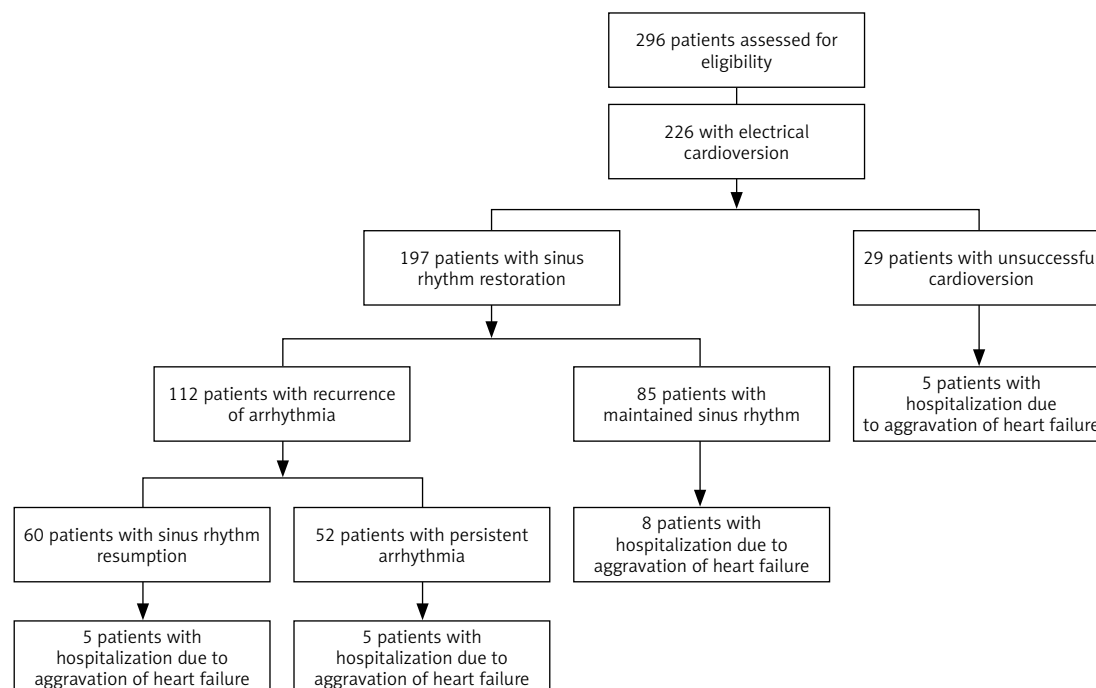 296 patients assessed for
eligibility
226 with electrical
cardioversion
197 patients with sinus
rhythm restoration
29 patients with unsuccessfu
cardioversion
112 patients with recurrence
of arrhythmia
85 patients with
maintained sinus rhythm
5 patients with
hospitalization due
to aggravation of heart failure
60 patients with sinus rhythm
resumption
52 patients with persistent
arrhythmia
8 patients with
hospitalization due to
aggravation of heart failure
5 patients with
hospitalization due to
aggravation of heart failure
5 patients with
hospitalization due to
aggravation of heart failure